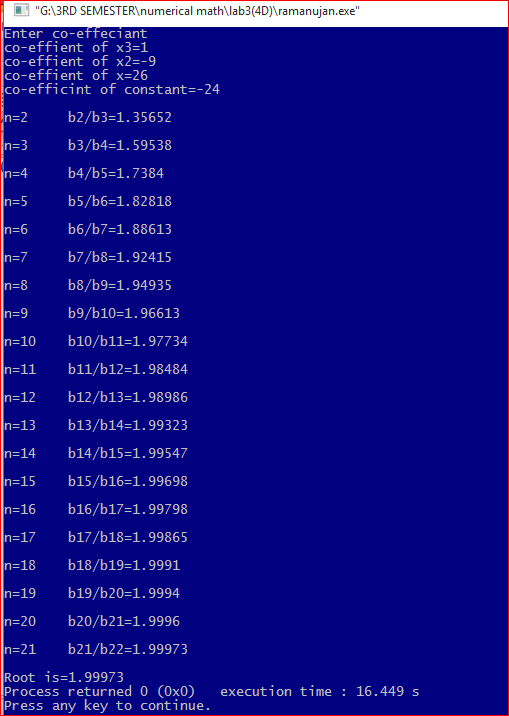 "G:\3RD SEMESTER\numerical math\lab3(4D)\ramanujan.exe"
Enter co-effeciant
co-effient of x3=1
co-effient of x2=-9
co-effient of x=26
co-efficint of constant=-24
n=2 b2/b3=1.35652
n=3 b3/b4=1.59538
n=4 b4/b5=1.7384
n=5 b5/b6=1.82818
n=6 b6/b7=1.88613
n=7 b7/b8=1.92415
n=8 b8/b9=1.94935
n=9 b9/b10=1.96613
n=10 b10/b11=1.97734
n=11 b11/b12=1.98484
n=12 b12/b13=1.98986
n=13 b13/b14=1.99323
n=14 b14/b15=1.99547
n=15 b15/b16=1.99698
n=16 b16/b17=1.99798
n=17 b17/b18=1.99865
n=18 b18/b19=1.9991
n=19 b19/b20=1.9994
n=20 b20/b21=1.9996
n=21 b21/b22=1.99973
Root is=1.99973
Process returned 0 (0x0) execution time : 16.449 s
Press any key to continue.